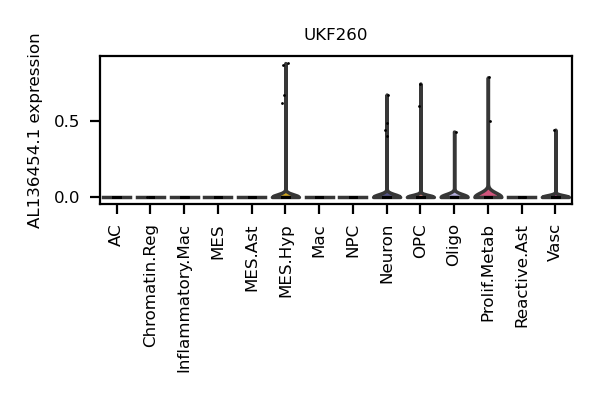 UKF260
AL136454.1 expression
0.5
0.0
AC
Chromatin.Reg
Inflammatory.Mac
MES
MES.Ast
MES.Hyp
Mac
NPC
Neuron
OPC
Oligo
Prolif.Metab
Reactive.Ast
Vasc